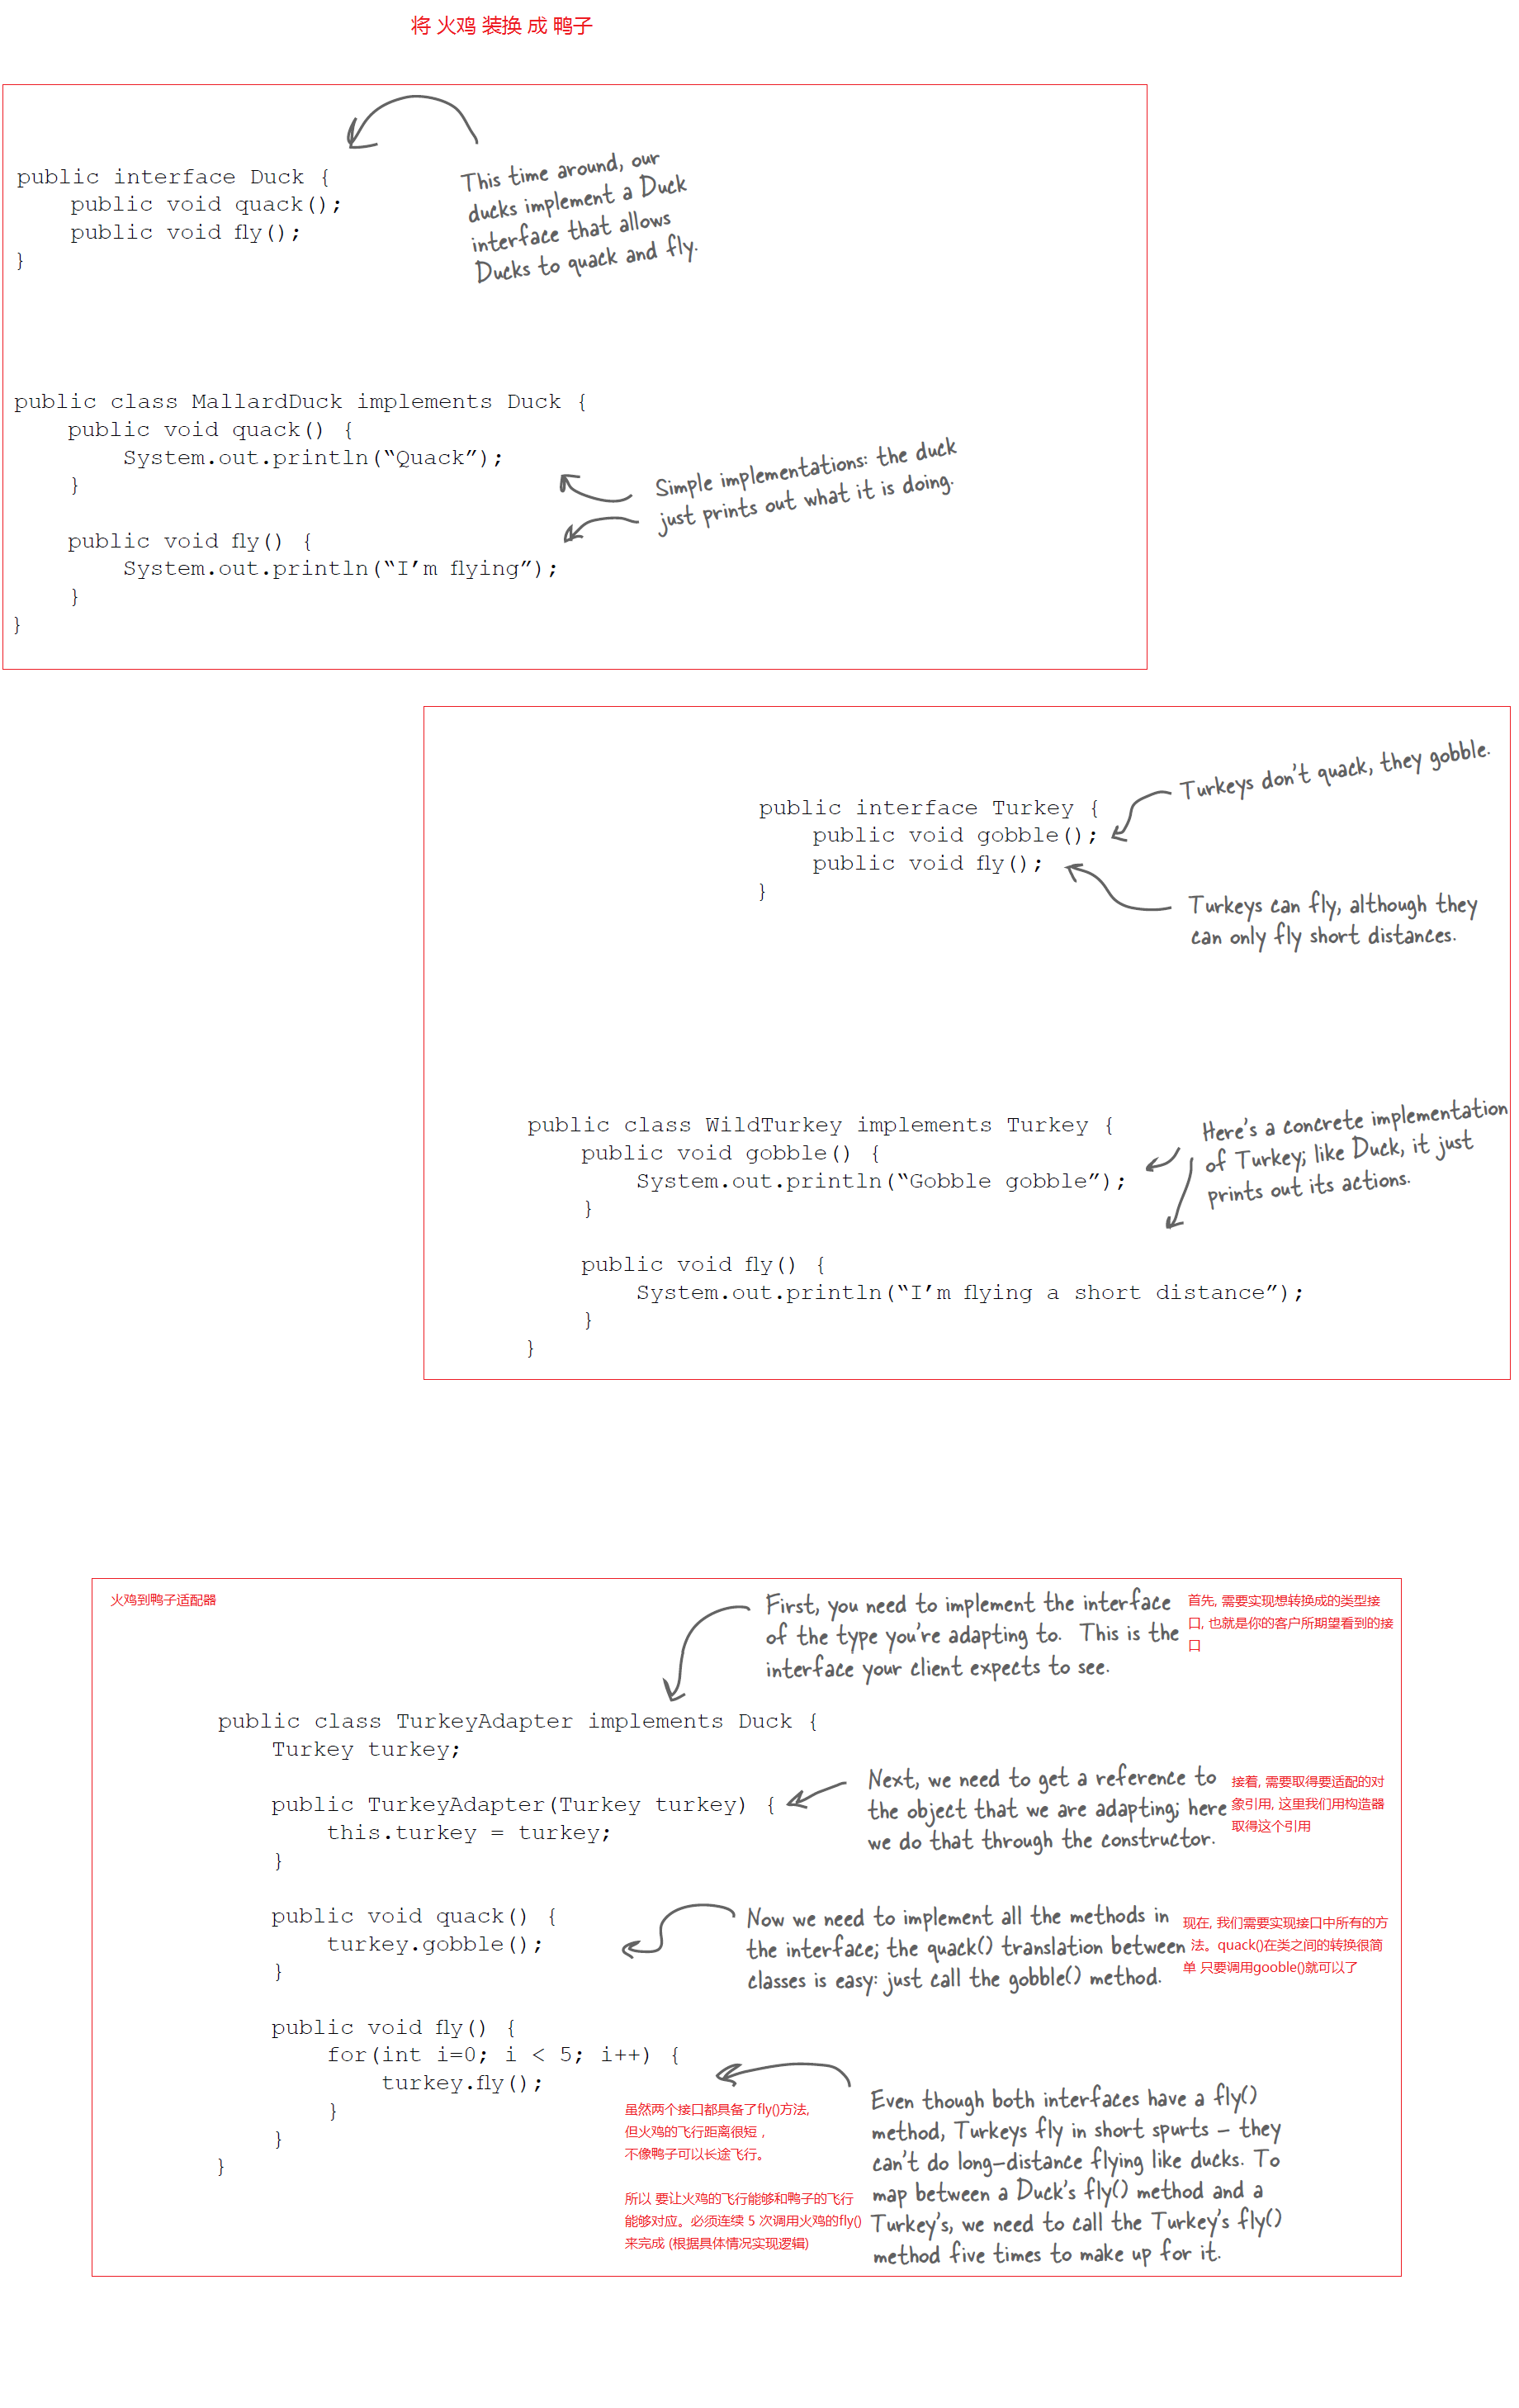 将 火鸡 装换 成 鸭子
public interface Duck {
public void quack();
public void fly();
}
This time around, our
ducks implement a Duck
interface that allows
Ducks to quack and fly.
public class MallardDuck implements Duck {
public void quack() {
System.out.println(“Quack”);
}
public void fly() {
System.out.println(“I’m flying”);
}
}
Simple implementations: the duck
just prints out what it is doing.
public interface Turkey {
public void gobble();
public void fly();
}
Turkeys don’t quack, they gobble.
Turkeys can fly, although they
can only fly short distances.
public class WildTurkey implements Turkey {
public void gobble() {
System.out.println(“Gobble gobble”);
}
public void fly() {
System.out.println(“I’m flying a short distance”);
}
}
Here’s a concrete implementation
of Turkey; like Duck, it just
prints out its actions.
火鸡到鸭子适配器
First, you need to implement the interface
of the type you’re adapting to. This is the
interface your client expects to see.
首先, 需要实现想转换成的类型接
口, 也就是你的客户所期望看到的接
口
public class TurkeyAdapter implements Duck {
Turkey turkey;
public TurkeyAdapter(Turkey turkey) {
this.turkey = turkey;
}
Next, we need to get a reference to
the object that we are adapting; here
we do that through the constructor.
接着, 需要取得要适配的对
象引用, 这里我们用构造器
取得这个引用
public void quack() {
turkey.gobble();
}
Now we need to implement all the methods in
the interface; the quack() translation between
classes is easy: just call the gobble() method.
现在, 我们需要实现接口中所有的方
法。quack()在类之间的转换很简
单 只要调用gooble()就可以了
public void fly() {
for(int i=0; i < 5; i++) {
turkey.fly();
}
}
}
虽然两个接口都具备了fly()方法,
但火鸡的飞行距离很短 ,
不像鸭子可以长途飞行。
所以 要让火鸡的飞行能够和鸭子的飞行
能够对应。必须连续 5 次调用火鸡的fly()
来完成 (根据具体情况实现逻辑)
Even though both interfaces have a fly()
method, Turkeys fly in short spurts – they
can’t do long-distance flying like ducks. To
map between a Duck’s fly() method and a
Turkey’s, we need to call the Turkey’s fly()
method five times to make up for it.